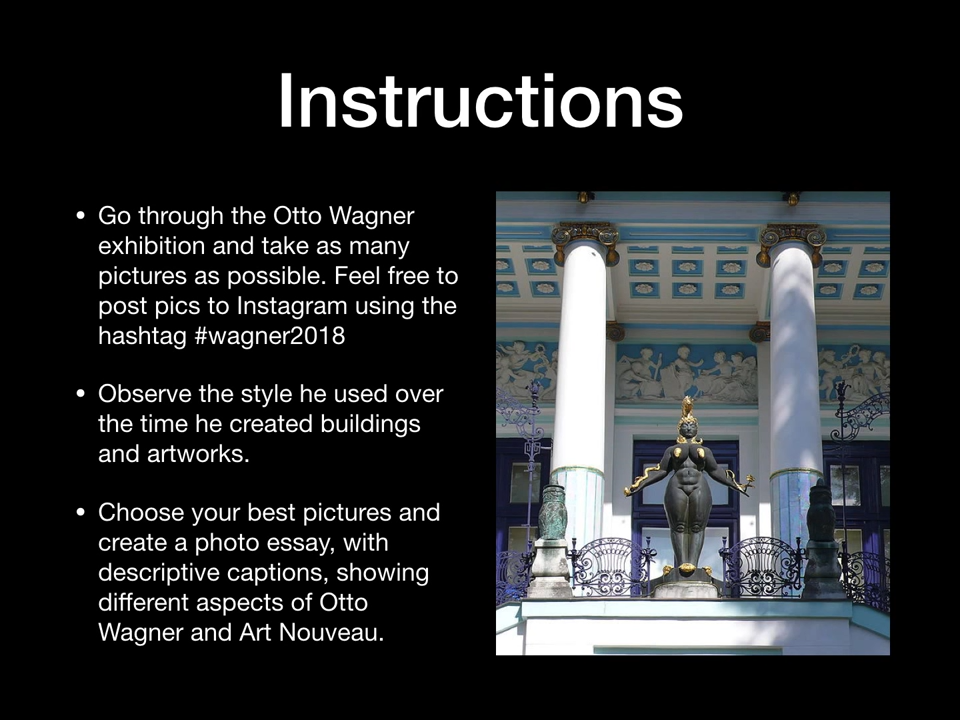 Instructions
• Go through the Otto Wagner
exhibition and take as many
pictures as possible. Feel free to
post pics to Instagram using the
hashtag #wagner2018
• Observe the style he used over
the time he created buildings
and artworks.
• Choose your best pictures and
create a photo essay, with
descriptive captions, showing
different aspects of Otto
Wagner and Art Nouveau.